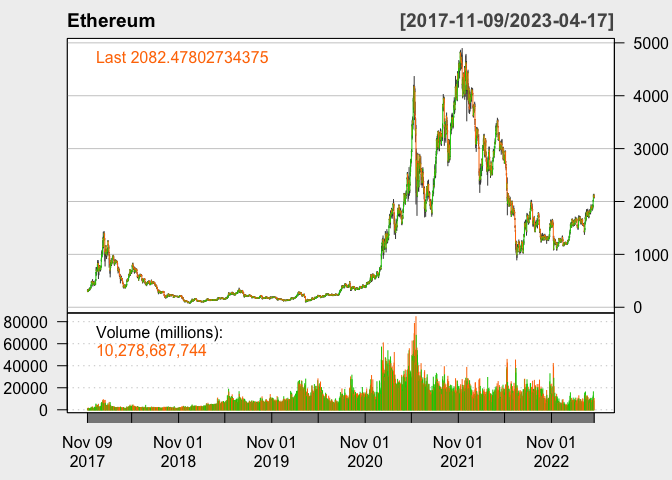 Ethereum [2017-11-09/2023-04-17]
Last 2082.47802734375
5000
4000
3000
2000
1000
0
Volume (millions):
10,278,687,744
80000
60000
40000
20000
0
Nov 09 Nov 01 Nov 01 Nov 01 Nov 01 Nov 01
2017 2018 2019 2020 2021 2022